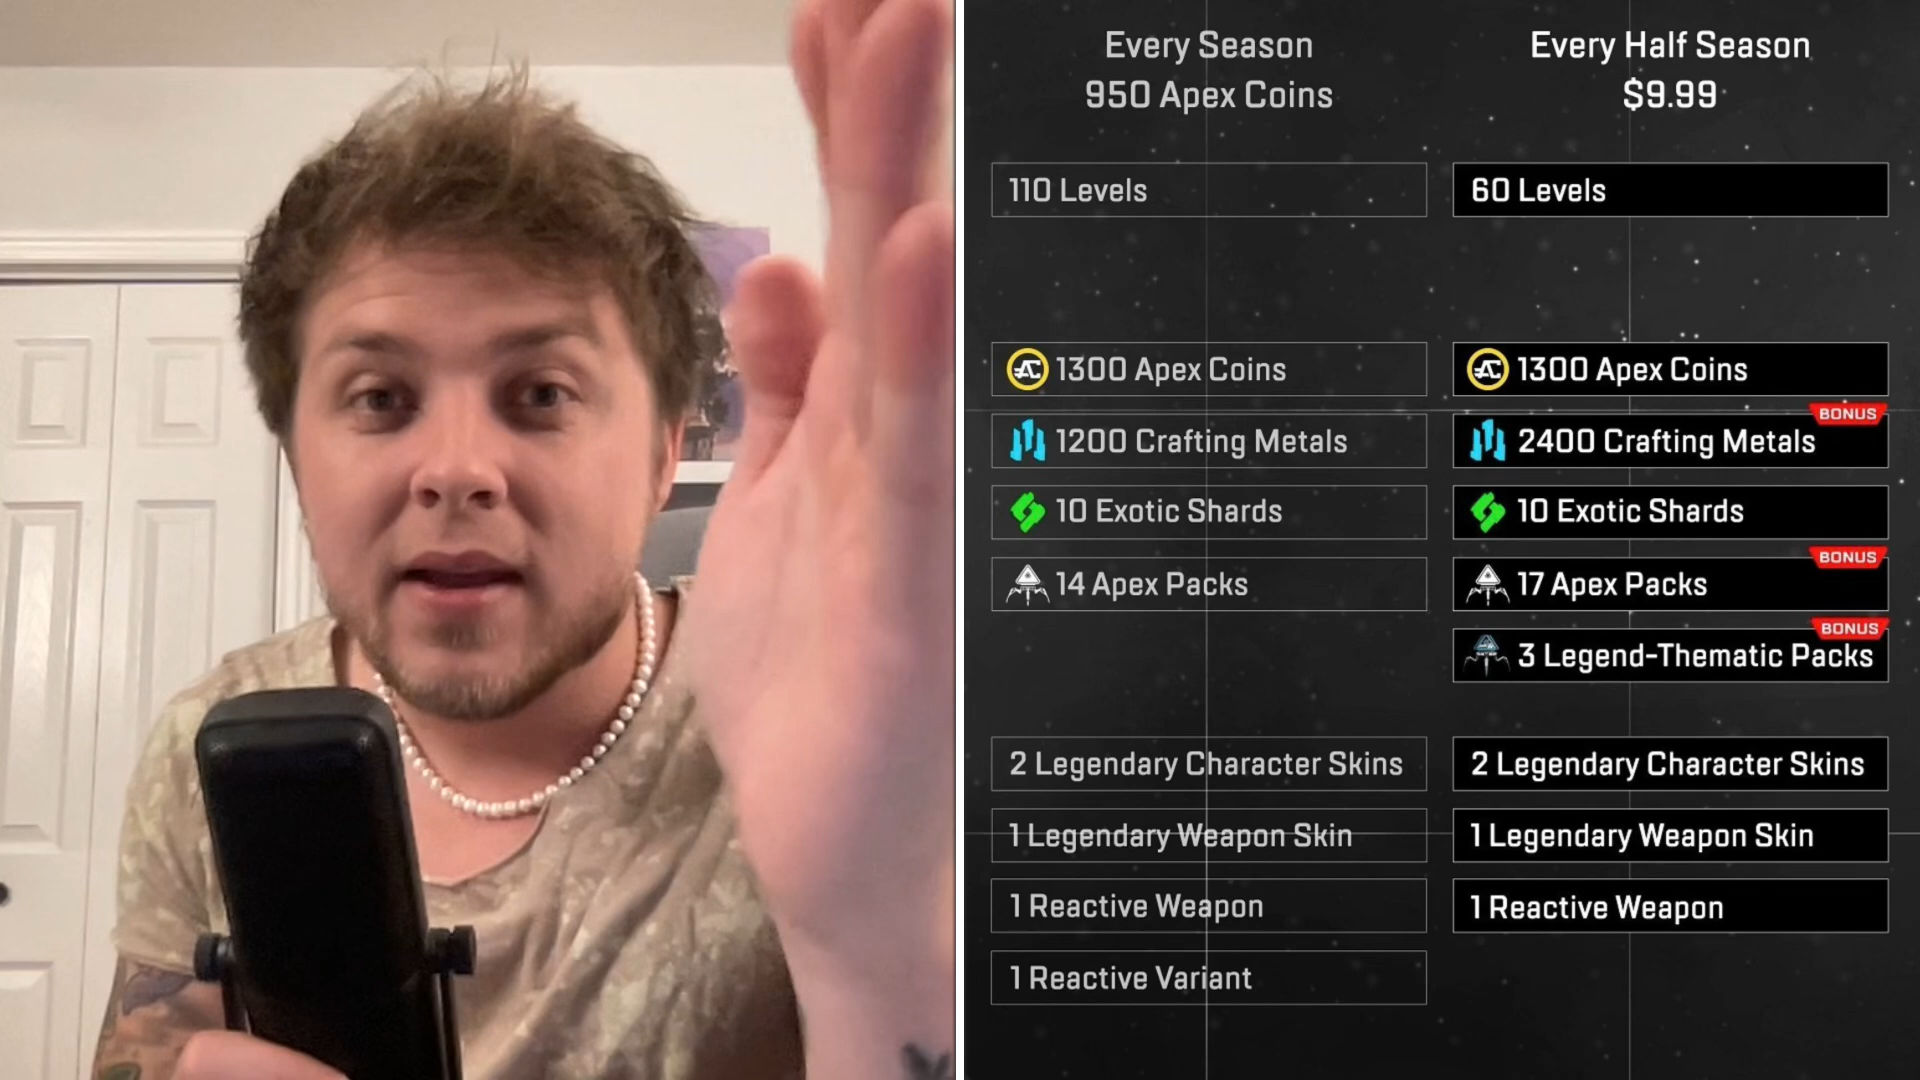 Every Season
950 Apex Coins
110 Levels
1300 Apex Coins
1200 Crafting Metals
10 Exotic Shards
14 Apex Packs
2 Legendary Character Skins
1 Legendary Weapon Skin
1 Reactive Weapon
1 Reactive Variant
Every Half Season
$9.99
60 Levels
1300 Apex Coins
BONUS
2400 Crafting Metals
10 Exotic Shards
BONUS
17 Apex Packs
BONUS
3 Legend-Thematic Packs
2 Legendary Character Skins
1 Legendary Weapon Skin
1 Reactive Weapon